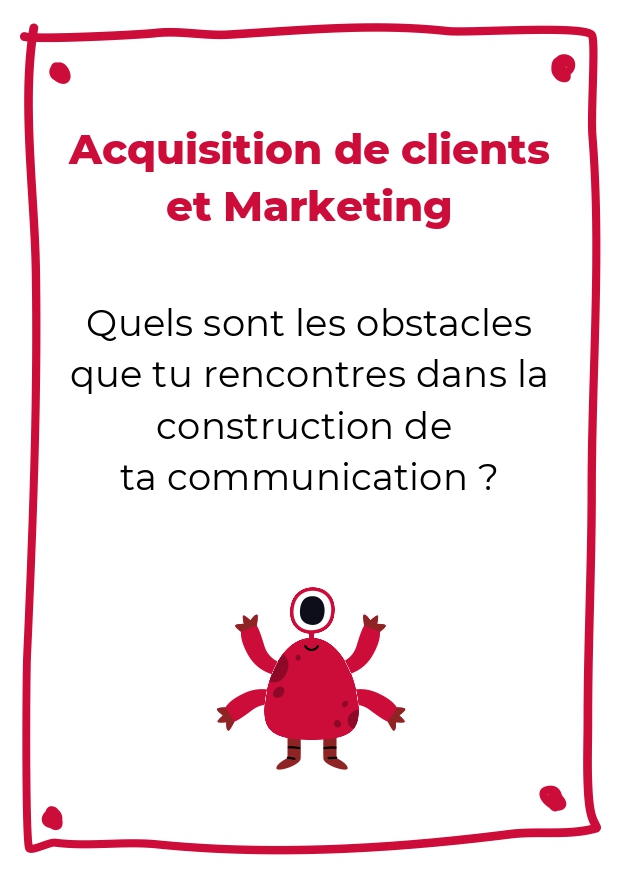 Acquisition de clients
et Marketing
Quels sont les obstacles
que tu rencontres dans la
construction de
ta communication ?